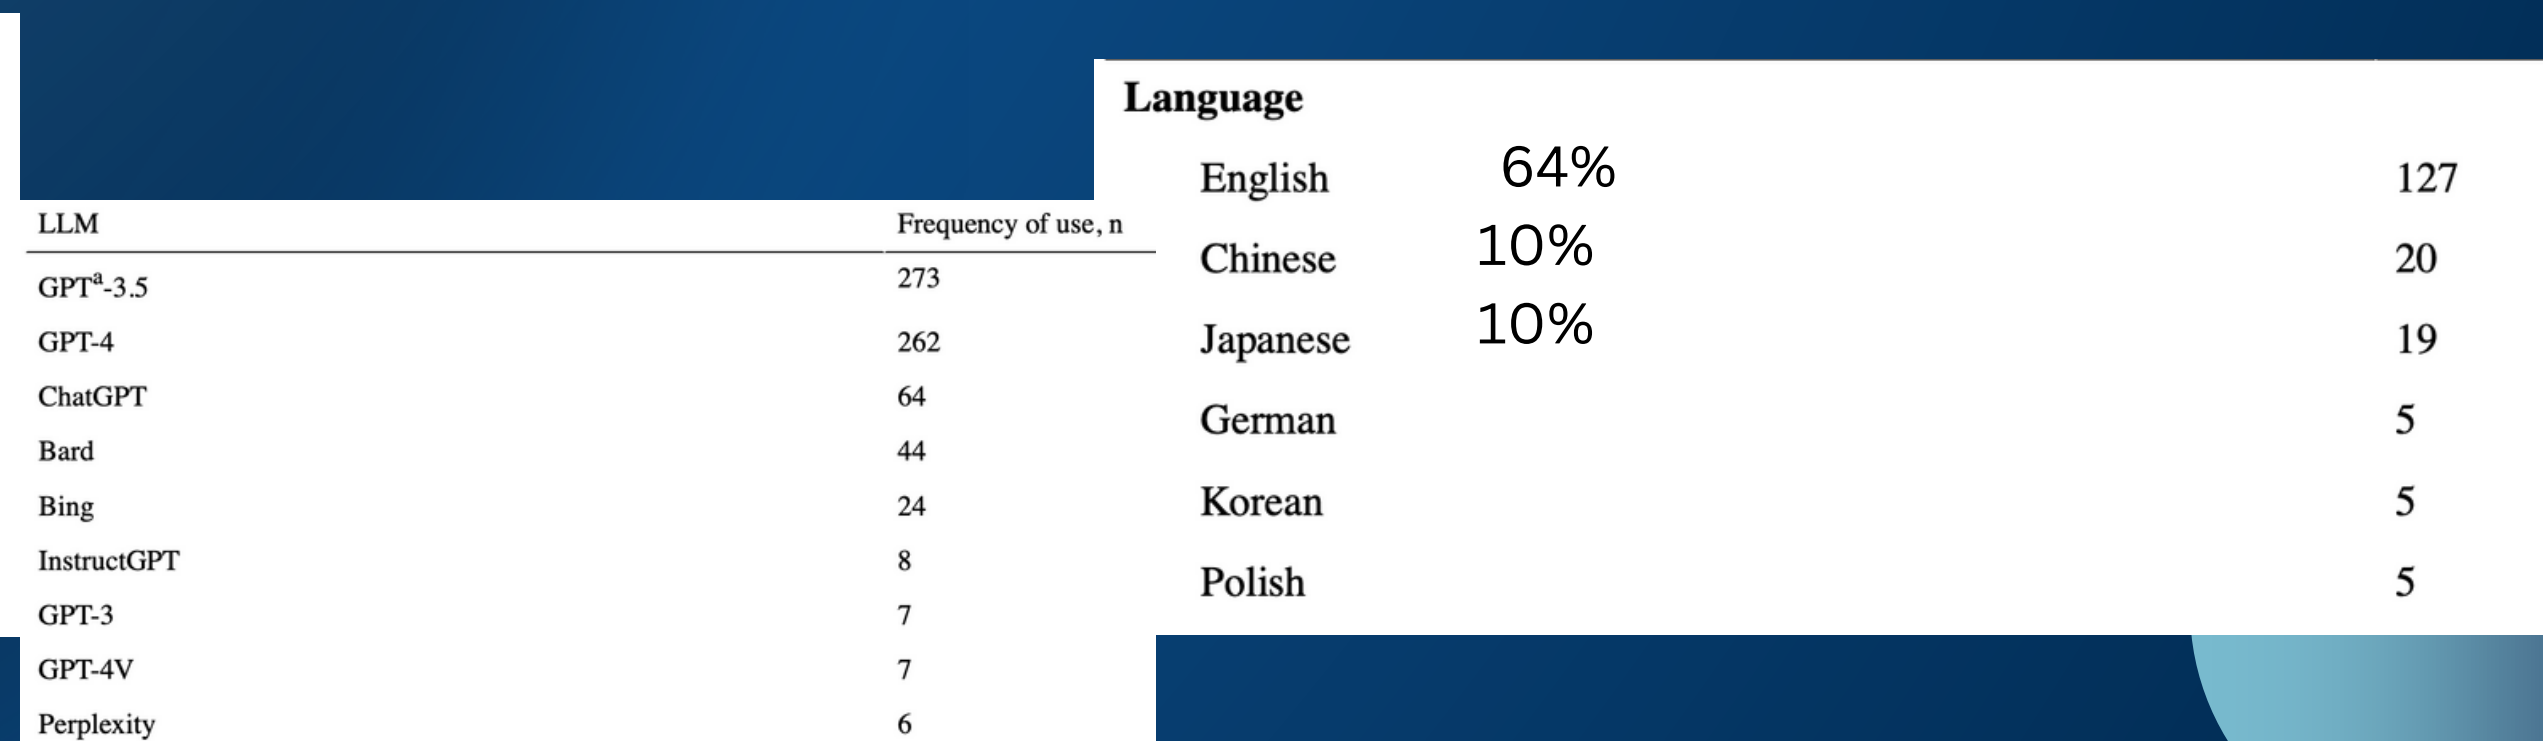 LLM Frequency of use, n
GPTᵃ-3.5 273
GPT-4 262
ChatGPT 64
Bard 44
Bing 24
InstructGPT 8
GPT-3 7
GPT-4V 7
Perplexity 6
Language
English 64% 127
Chinese 10% 20
Japanese 10% 19
German 5
Korean 5
Polish 5